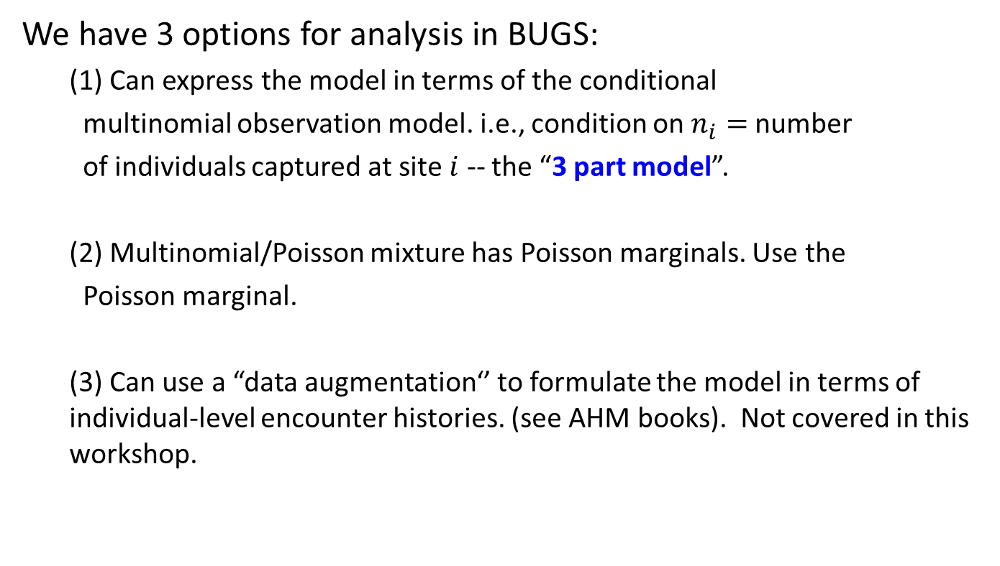 We have 3 options for analysis in BUGS:
(1) Can express the model in terms of the conditional
multinomial observation model. i.e., condition on nᵢ = number
of individuals captured at site i -- the “3 part model”.
(2) Multinomial/Poisson mixture has Poisson marginals. Use the
Poisson marginal.
(3) Can use a “data augmentation” to formulate the model in terms of
individual-level encounter histories. (see AHM books).  Not covered in this
workshop.